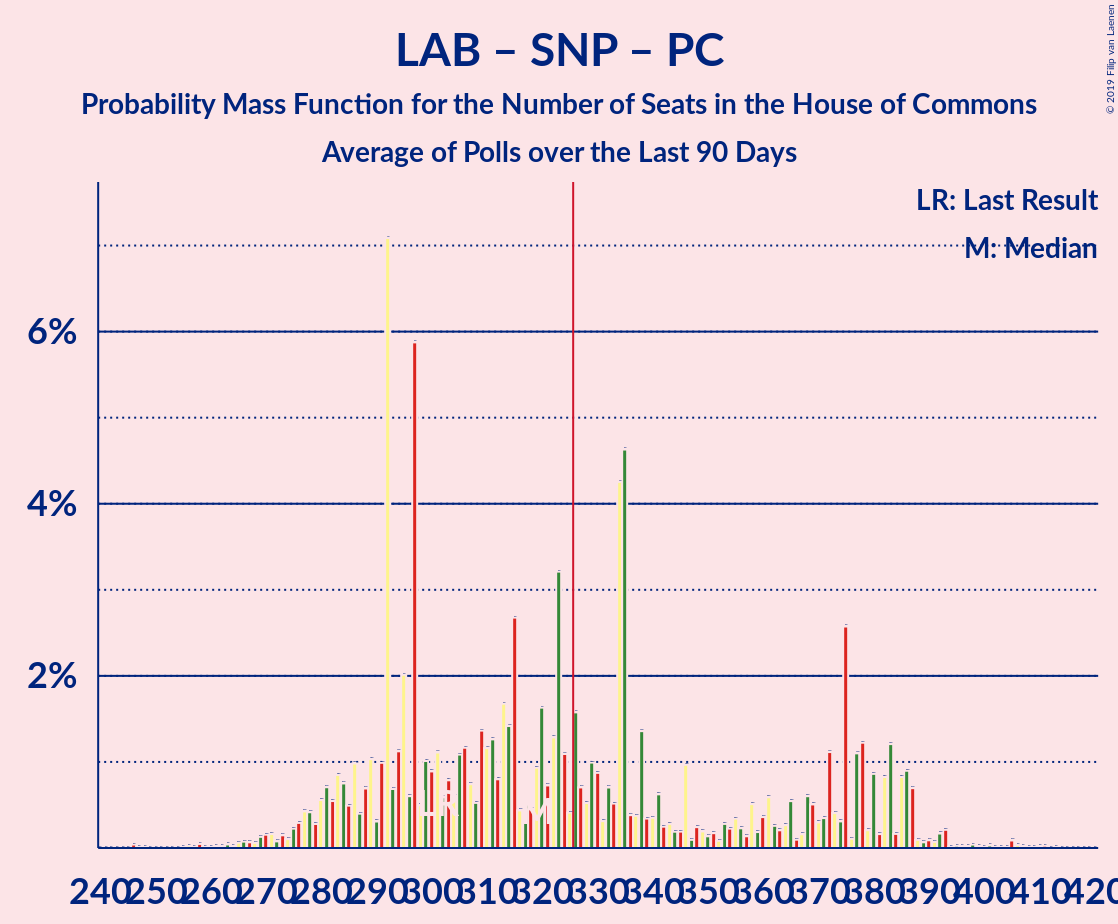 LAB – SNP – PC
Probability Mass Function for the Number of Seats in the House of Commons
Average of Polls over the Last 90 Days
© 2019 Filip van Laenen
LR: Last Result
M: Median
6%
4%
2%
LR
M
240 250 260 270 280 290 300 310 320 330 340 350 360 370 380 390 400 410 420